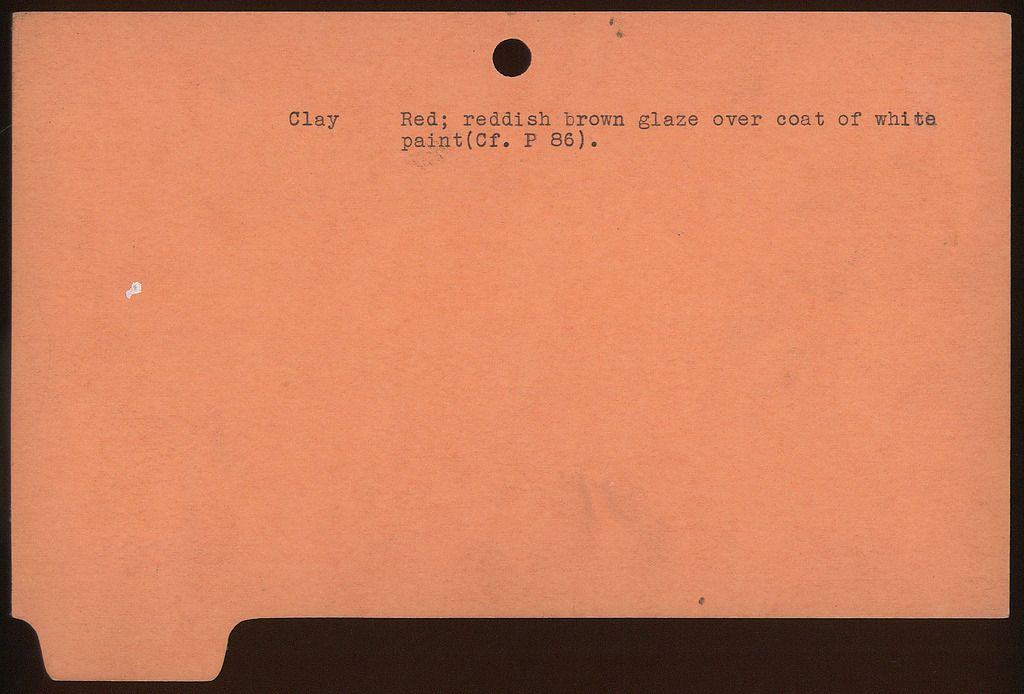 Clay Red; reddish brown glaze over coat of white
paint(Cf. P 86).